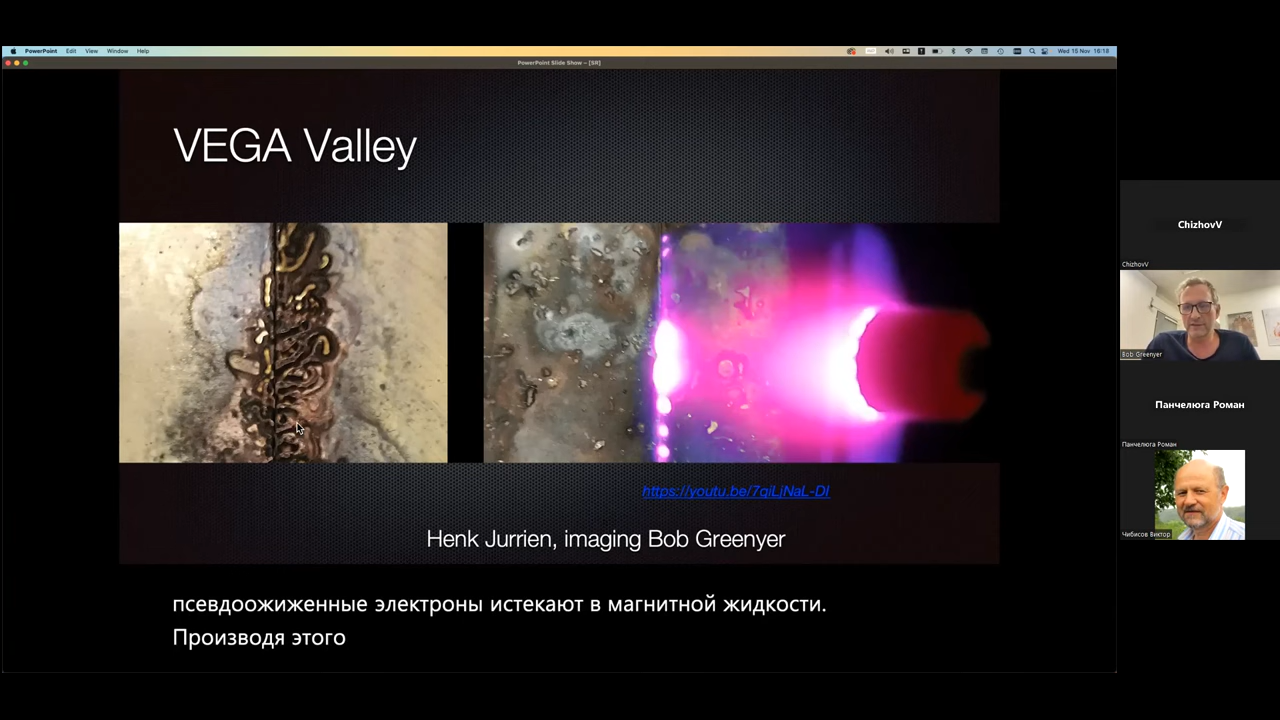 PowerPoint Edit View Window Help
Wed 15 Nov 16:18
PowerPoint Slide Show – [SR]
VEGA Valley
https://youtu.be/7qiLjNaL-DI
Henk Jurrien, imaging Bob Greenyer
псевдоожиженные электроны истекают в магнитной жидкости.
Производя этого
ChizhovV
ChizhovV
Bob Greenyer
Панчелюга Роман
Панчелюга Роман
Чибисов Виктор